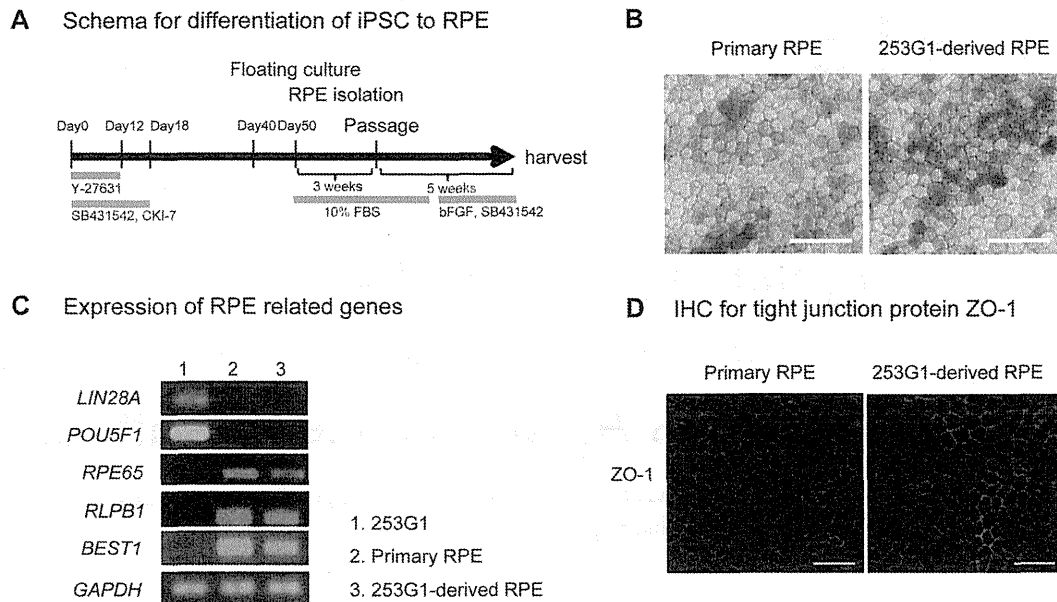 A Schema for differentiation of iPSC to RPE
Floating culture
RPE isolation
Day0 Day12 Day18 Day40 Day50 Passage
harvest
3 weeks 5 weeks
Y-27631
SB431542, CKI-7 10% FBS bFGF, SB431542
B
Primary RPE 253G1-derived RPE
C Expression of RPE related genes
1 2 3
LIN28A
POU5F1
RPE65
RLPB1
BEST1
GAPDH
1. 253G1
2. Primary RPE
3. 253G1-derived RPE
D IHC for tight junction protein ZO-1
Primary RPE 253G1-derived RPE
ZO-1